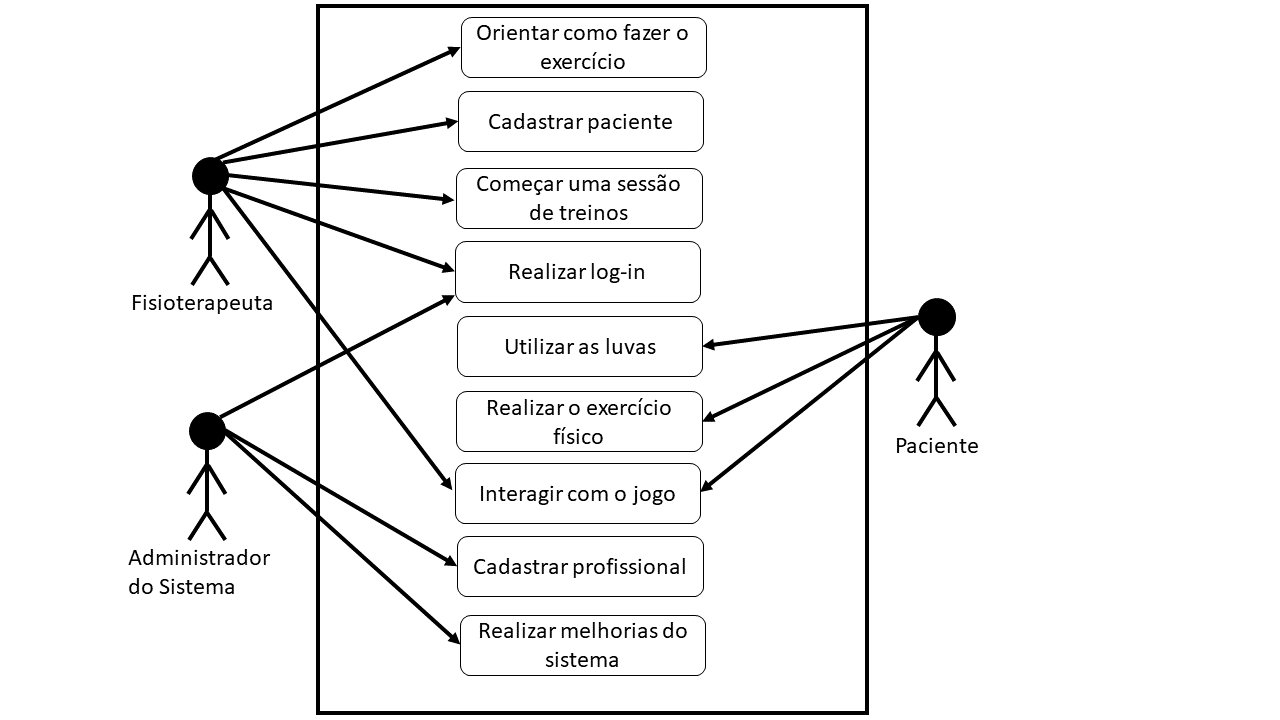 Orientar como fazer o
exercício
Cadastrar paciente
Começar uma sessão
de treinos
Realizar log-in
Fisioterapeuta
Utilizar as luvas
Realizar o exercício
físico
Paciente
Interagir com o jogo
Administrador
do Sistema
Cadastrar profissional
Realizar melhorias do
sistema